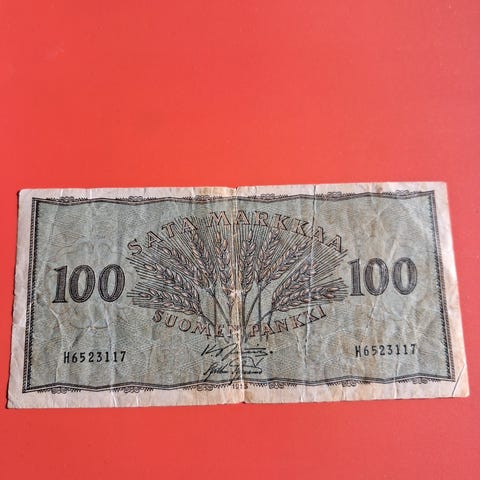 SATA MARKKAA
100 100
SUOMEN PANKKI
H6523117 H6523117